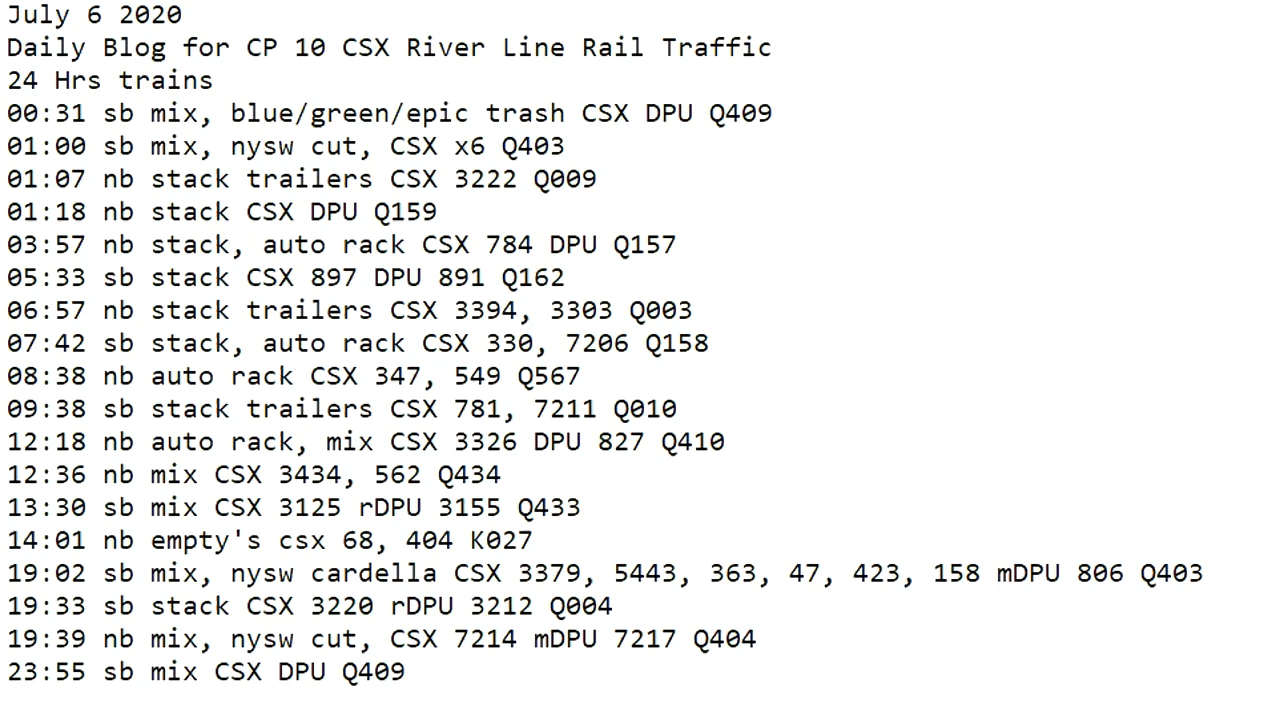 July 6 2020
Daily Blog for CP 10 CSX River Line Rail Traffic
24 Hrs trains
00:31 sb mix, blue/green/epic trash CSX DPU Q409
01:00 sb mix, nysw cut, CSX x6 Q403
01:07 nb stack trailers CSX 3222 Q009
01:18 nb stack CSX DPU Q159
03:57 nb stack, auto rack CSX 784 DPU Q157
05:33 sb stack CSX 897 DPU 891 Q162
06:57 nb stack trailers CSX 3394, 3303 Q003
07:42 sb stack, auto rack CSX 330, 7206 Q158
08:38 nb auto rack CSX 347, 549 Q567
09:38 sb stack trailers CSX 781, 7211 Q010
12:18 nb auto rack, mix CSX 3326 DPU 827 Q410
12:36 nb mix CSX 3434, 562 Q434
13:30 sb mix CSX 3125 rDPU 3155 Q433
14:01 nb empty's csx 68, 404 K027
19:02 sb mix, nysw cardella CSX 3379, 5443, 363, 47, 423, 158 mDPU 806 Q403
19:33 sb stack CSX 3220 rDPU 3212 Q004
19:39 nb mix, nysw cut, CSX 7214 mDPU 7217 Q404
23:55 sb mix CSX DPU Q409